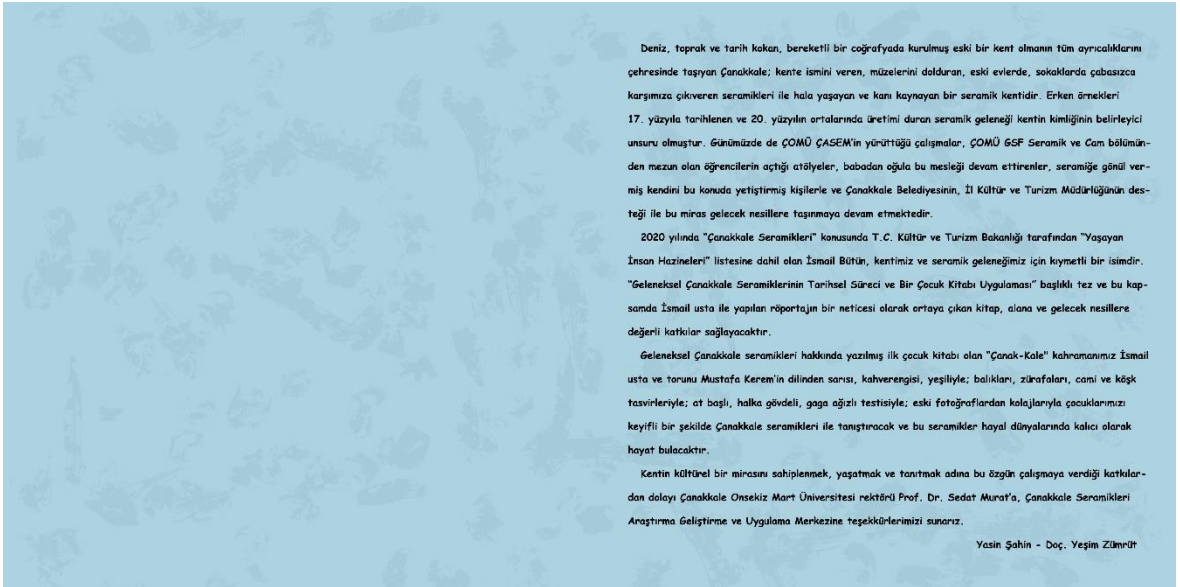 Deniz, toprak ve tarih kokan, bereketli bir coğrafyada kurulmuş eski bir kent olmanın tüm ayrıcalıklarını
çehresinde taşıyan Çanakkale; kente ismini veren, müzelerini dolduran, eski evlerde, sokaklarda çabasızca
karşımıza çıkıveren seramikleri ile hala yaşayan ve kanı kaynayan bir seramik kentidir. Erken örnekleri
17. yüzyıla tarihlenen ve 20. yüzyılın ortalarında üretimi duran seramik geleneği kentin kimliğinin belirleyici
unsuru olmuştur. Günümüzde de ÇOMÜ ÇASEM'in yürüttüğü çalışmalar, ÇOMÜ GSF Seramik ve Cam bölümün-
den mezun olan öğrencilerin açtığı atölyeler, babadan oğula bu mesleği devam ettirenler, seramiğe gönül ver-
miş kendini bu konuda yetiştirmiş kişilerle ve Çanakkale Belediyesinin, İl Kültür ve Turizm Müdürlüğünün des-
teği ile bu miras gelecek nesillere taşınmaya devam etmektedir.
2020 yılında "Çanakkale Seramikleri" konusunda T.C. Kültür ve Turizm Bakanlığı tarafından "Yaşayan
İnsan Hazineleri" listesine dahil olan İsmail Bütün, kentimiz ve seramik geleneğimiz için kıymetli bir isimdir.
"Geleneksel Çanakkale Seramiklerinin Tarihsel Süreci ve Bir Çocuk Kitabı Uygulaması" başlıklı tez ve bu kap-
samda İsmail usta ile yapılan röportajın bir neticesi olarak ortaya çıkan kitap, alana ve gelecek nesillere
değerli katkılar sağlayacaktır.
Geleneksel Çanakkale seramikleri hakkında yazılmış ilk çocuk kitabı olan "Çanak-Kale" kahramanımız İsmail
usta ve torunu Mustafa Kerem'in dilinden sarısı, kahverengisi, yeşiliyle; balıkları, zürafaları, cami ve köşk
tasvirleriyle; at başlı, halka gövdeli, gaga ağızlı testisiyle; eski fotoğraflardan kolajlarıyla çocuklarımızı
keyifli bir şekilde Çanakkale seramikleri ile tanıştıracak ve bu seramikler hayal dünyalarında kalıcı olarak
hayat bulacaktır.
Kentin kültürel bir mirasını sahiplenmek, yaşatmak ve tanıtmak adına bu özgün çalışmaya verdiği katkılar-
dan dolayı Çanakkale Onsekiz Mart Üniversitesi rektörü Prof. Dr. Sedat Murat'a, Çanakkale Seramikleri
Araştırma Geliştirme ve Uygulama Merkezine teşekkürlerimizi sunarız.
Yasin Şahin - Doç. Yeşim Zümrüt